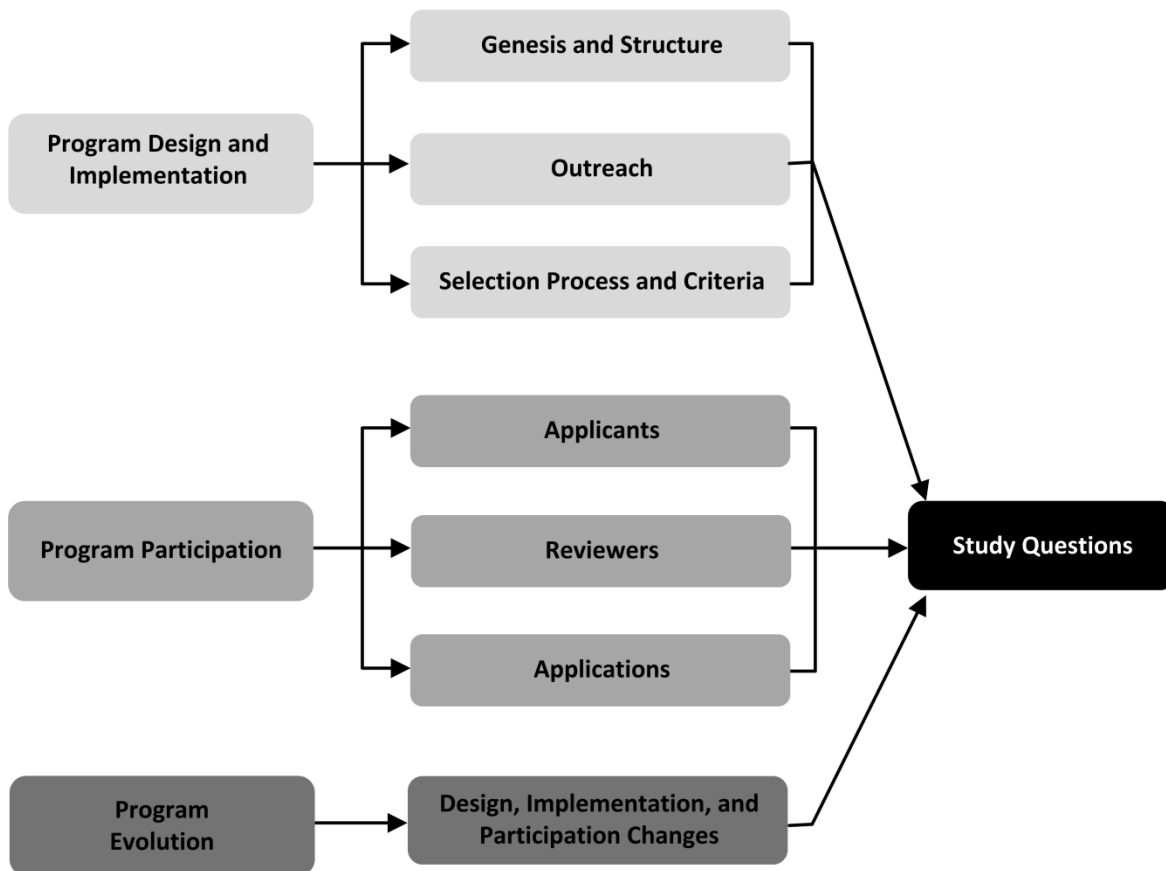 Genesis and Structure
Program Design and
Implementation
Outreach
Selection Process and Criteria
Applicants
Program Participation
Reviewers
Study Questions
Applications
Program
Evolution
Design, Implementation, and
Participation Changes